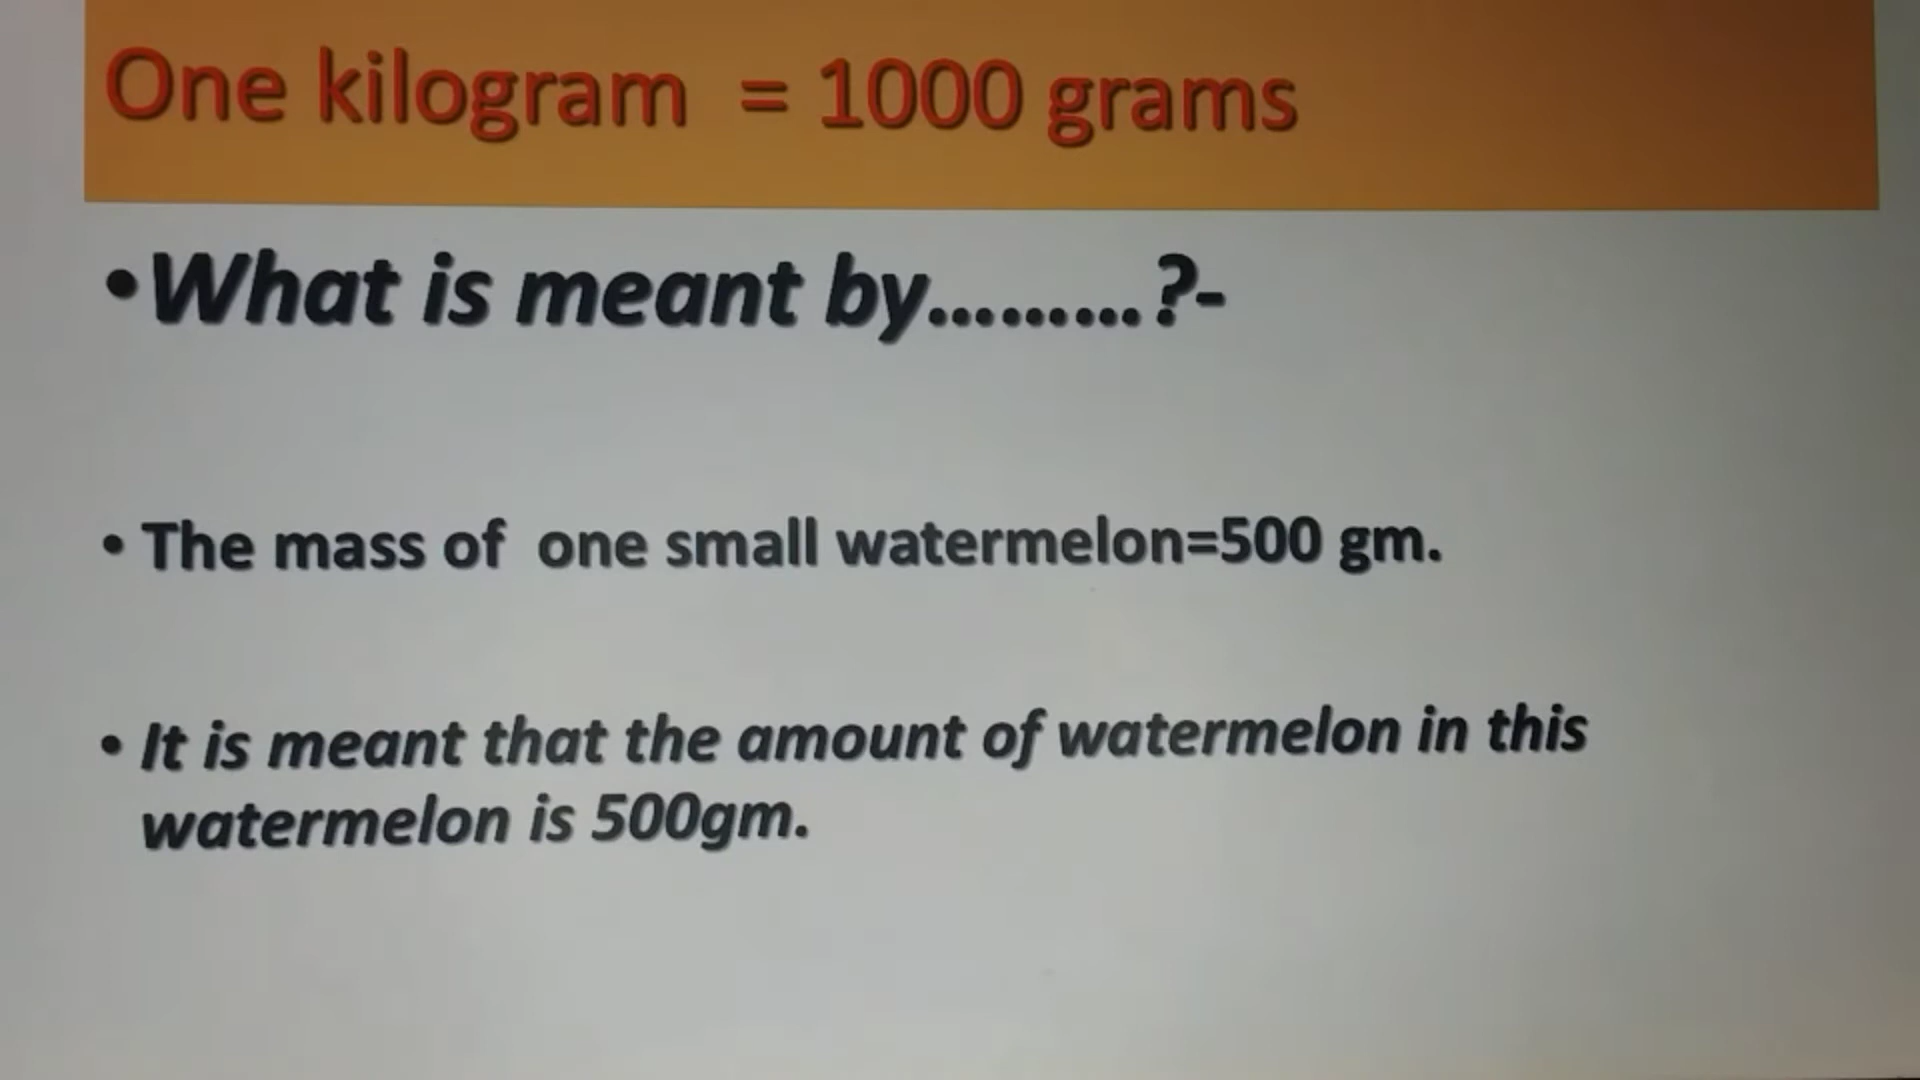 One kilogram = 1000 grams
•What is meant by.........?-
• The mass of one small watermelon=500 gm.
• It is meant that the amount of watermelon in this
watermelon is 500gm.